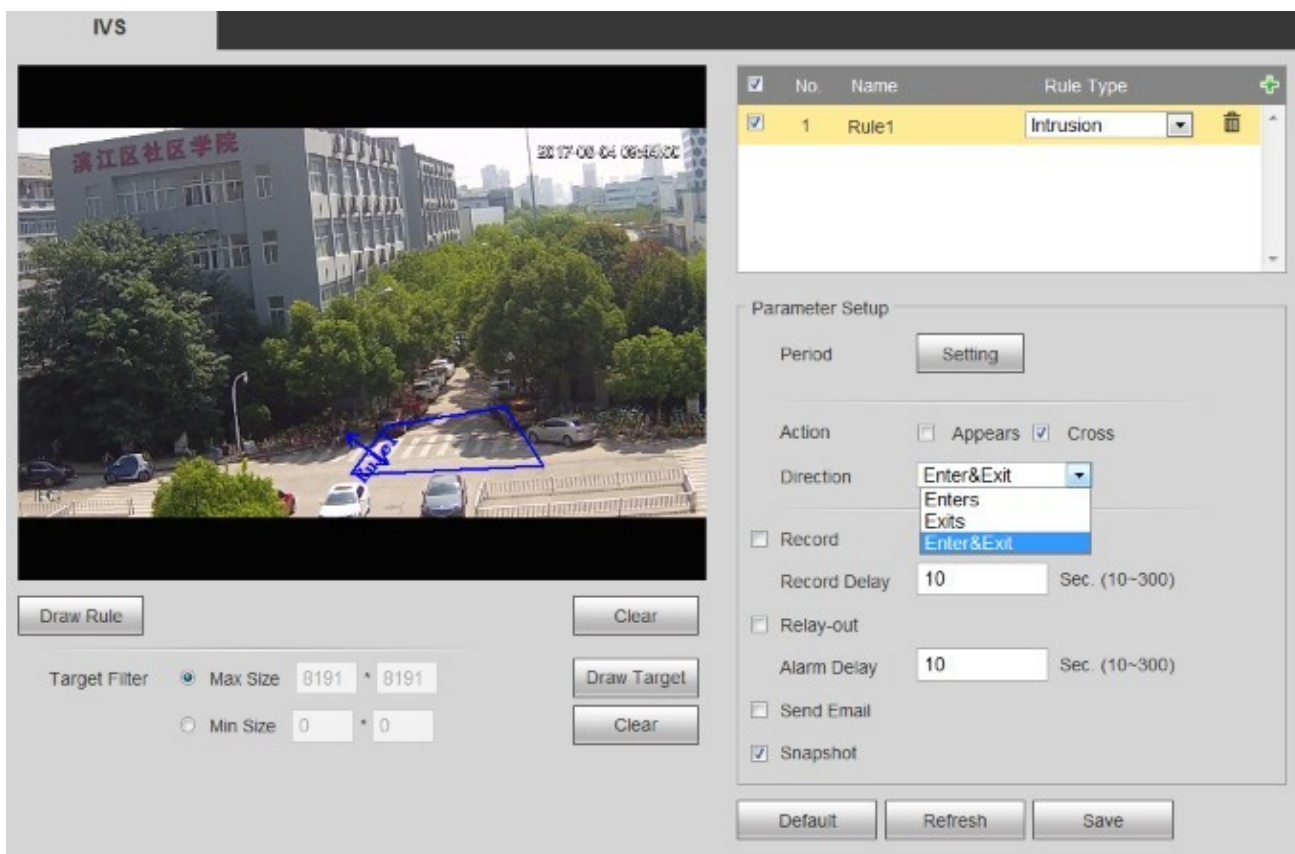 IVS
滨江区社区学院
Rule1
No. Name Rule Type
1 Rule1 Intrusion
Parameter Setup
Period Setting
Action Appears Cross
Direction Enter&Exit
Enters
Exits
Enter&Exit
Record
Record Delay 10 Sec. (10~300)
Relay-out
Alarm Delay 10 Sec. (10~300)
Send Email
Snapshot
Draw Rule Clear
Target Filter Max Size 8191 * 8191 Draw Target
Min Size 0 * 0 Clear
Default Refresh Save